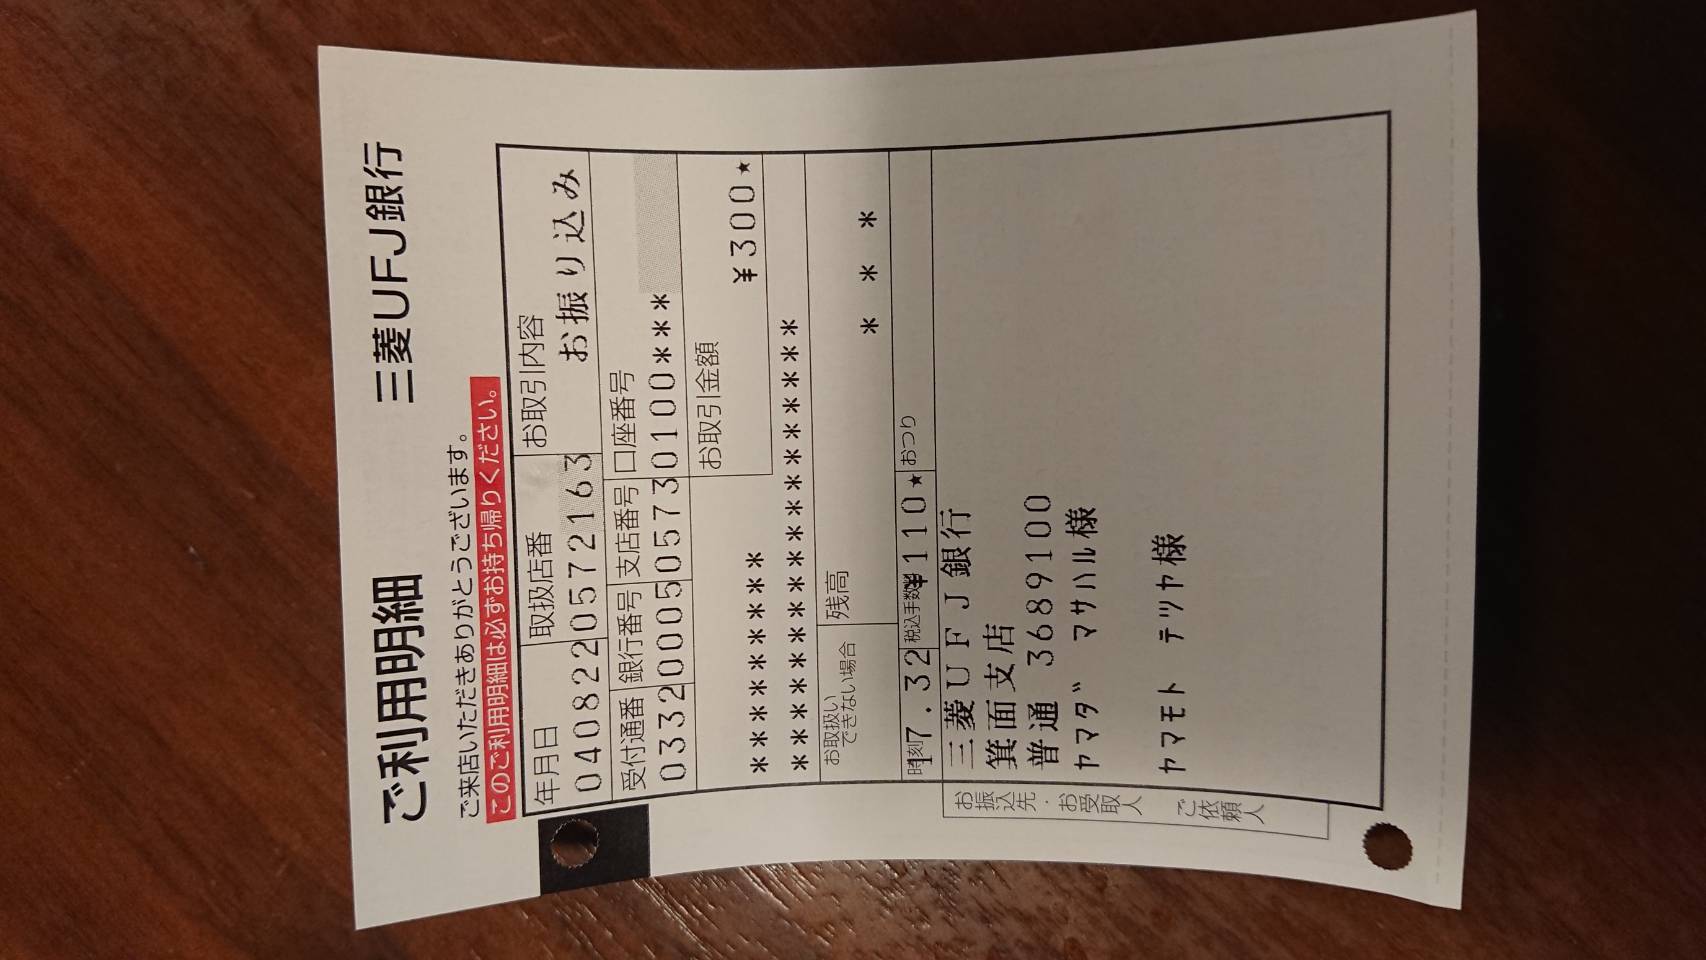 ご利用明細 三菱UFJ銀行
ご来店いただきありがとうございます。
このご利用明細は必ずお持ち帰りください。
年月日 取扱店番 お取引内容
040822 0572163 お振り込み
受付通番 銀行番号 支店番号 口座番号
0332 0005 0573 0100***
お取引金額
********* ¥300★
*******************
お取扱いできない場合 残高
* * *
時刻 17.32 税込手数料 ¥110★ おつり
お振込先・お受取人
三菱UFJ銀行
箕面支店
普通 3689100
ヤマダ マサハル様
ご依頼人
ヤマモト テツヤ様